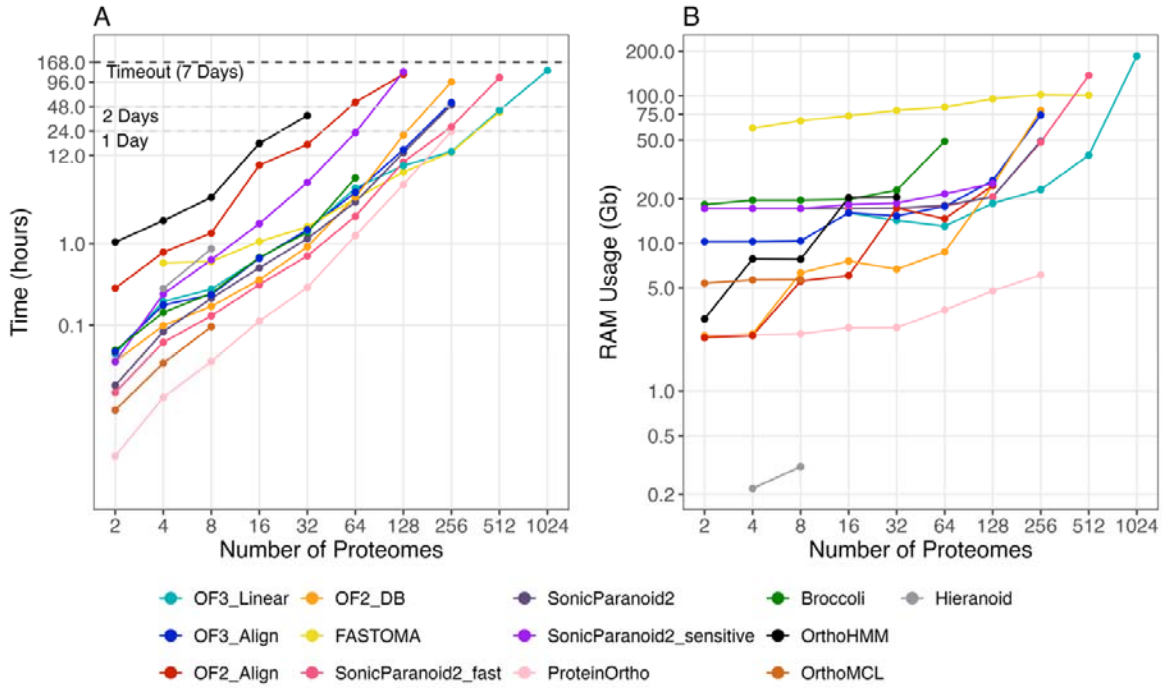 A
Time (hours)
168.0
96.0
48.0
24.0
12.0
1.0
0.1
Timeout (7 Days)
2 Days
1 Day
2 4 8 16 32 64 128 256 512 1024
Number of Proteomes
B
RAM Usage (Gb)
200.0
100.0
75.0
50.0
20.0
10.0
5.0
1.0
0.5
0.2
2 4 8 16 32 64 128 256 512 1024
Number of Proteomes
OF3_Linear OF2_DB SonicParanoid2 Broccoli Hieranoid
OF3_Align FASTOMA SonicParanoid2_sensitive OrthoHMM
OF2_Align SonicParanoid2_fast ProteinOrtho OrthoMCL